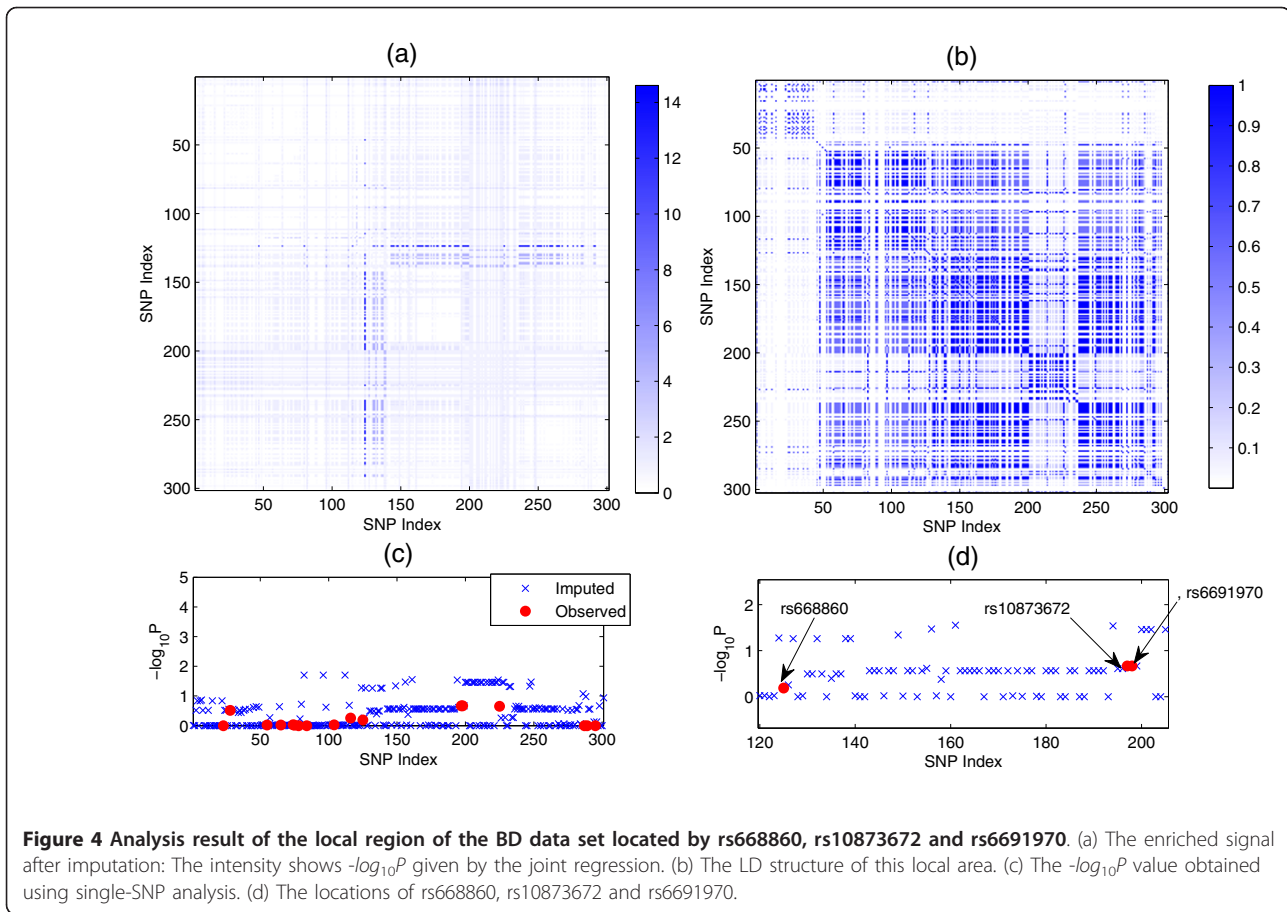 (a)
50
100
150
200
250
300
SNP Index
50 100 150 200 250 300
SNP Index
14
12
10
8
6
4
2
0
(b)
50
100
150
200
250
300
SNP Index
50 100 150 200 250 300
SNP Index
1
0.9
0.8
0.7
0.6
0.5
0.4
0.3
0.2
0.1
(c)
5
4
3
2
1
0
−log10P
Imputed
Observed
0 50 100 150 200 250 300
SNP Index
(d)
2
1
0
−log10P
rs668860
rs10873672
, rs6691970
120 140 160 180 200
SNP Index
Figure 4 Analysis result of the local region of the BD data set located by rs668860, rs10873672 and rs6691970. (a) The enriched signal
after imputation: The intensity shows -log10P given by the joint regression. (b) The LD structure of this local area. (c) The -log10P value obtained
using single-SNP analysis. (d) The locations of rs668860, rs10873672 and rs6691970.